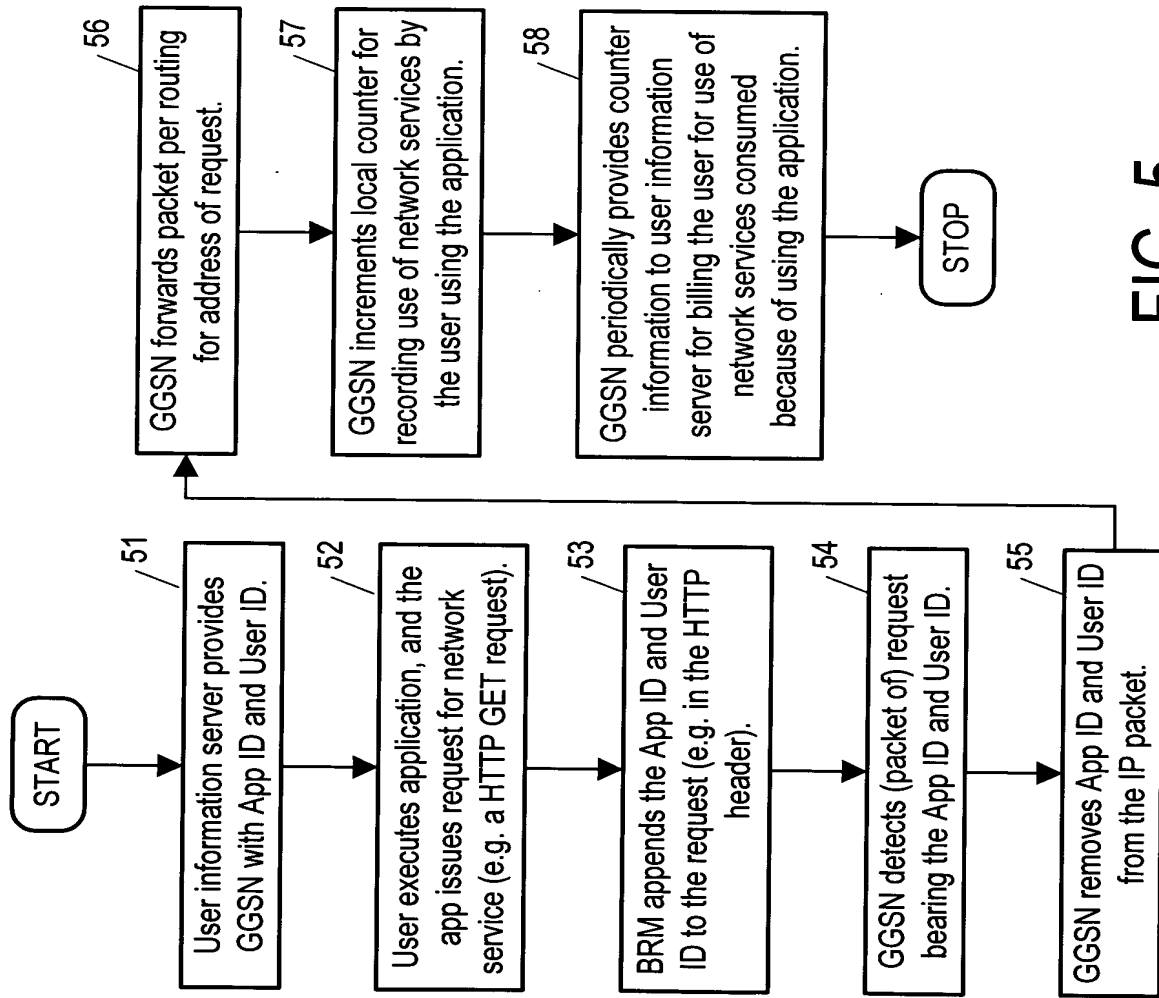 START
51
User information server provides
GGSN with App ID and User ID.
52
User executes application, and the
app issues request for network
service (e.g. a HTTP GET request).
53
BRM appends the App ID and User
ID to the request (e.g. in the HTTP
header).
54
GGSN detects (packet of) request
bearing the App ID and User ID.
55
GGSN removes App ID and User ID
from the IP packet.
56
GGSN forwards packet per routing
for address of request.
57
GGSN increments local counter for
recording use of network services by
the user using the application.
58
GGSN periodically provides counter
information to user information
server for billing the user for use of
network services consumed
because of using the application.
STOP
FIG. 5